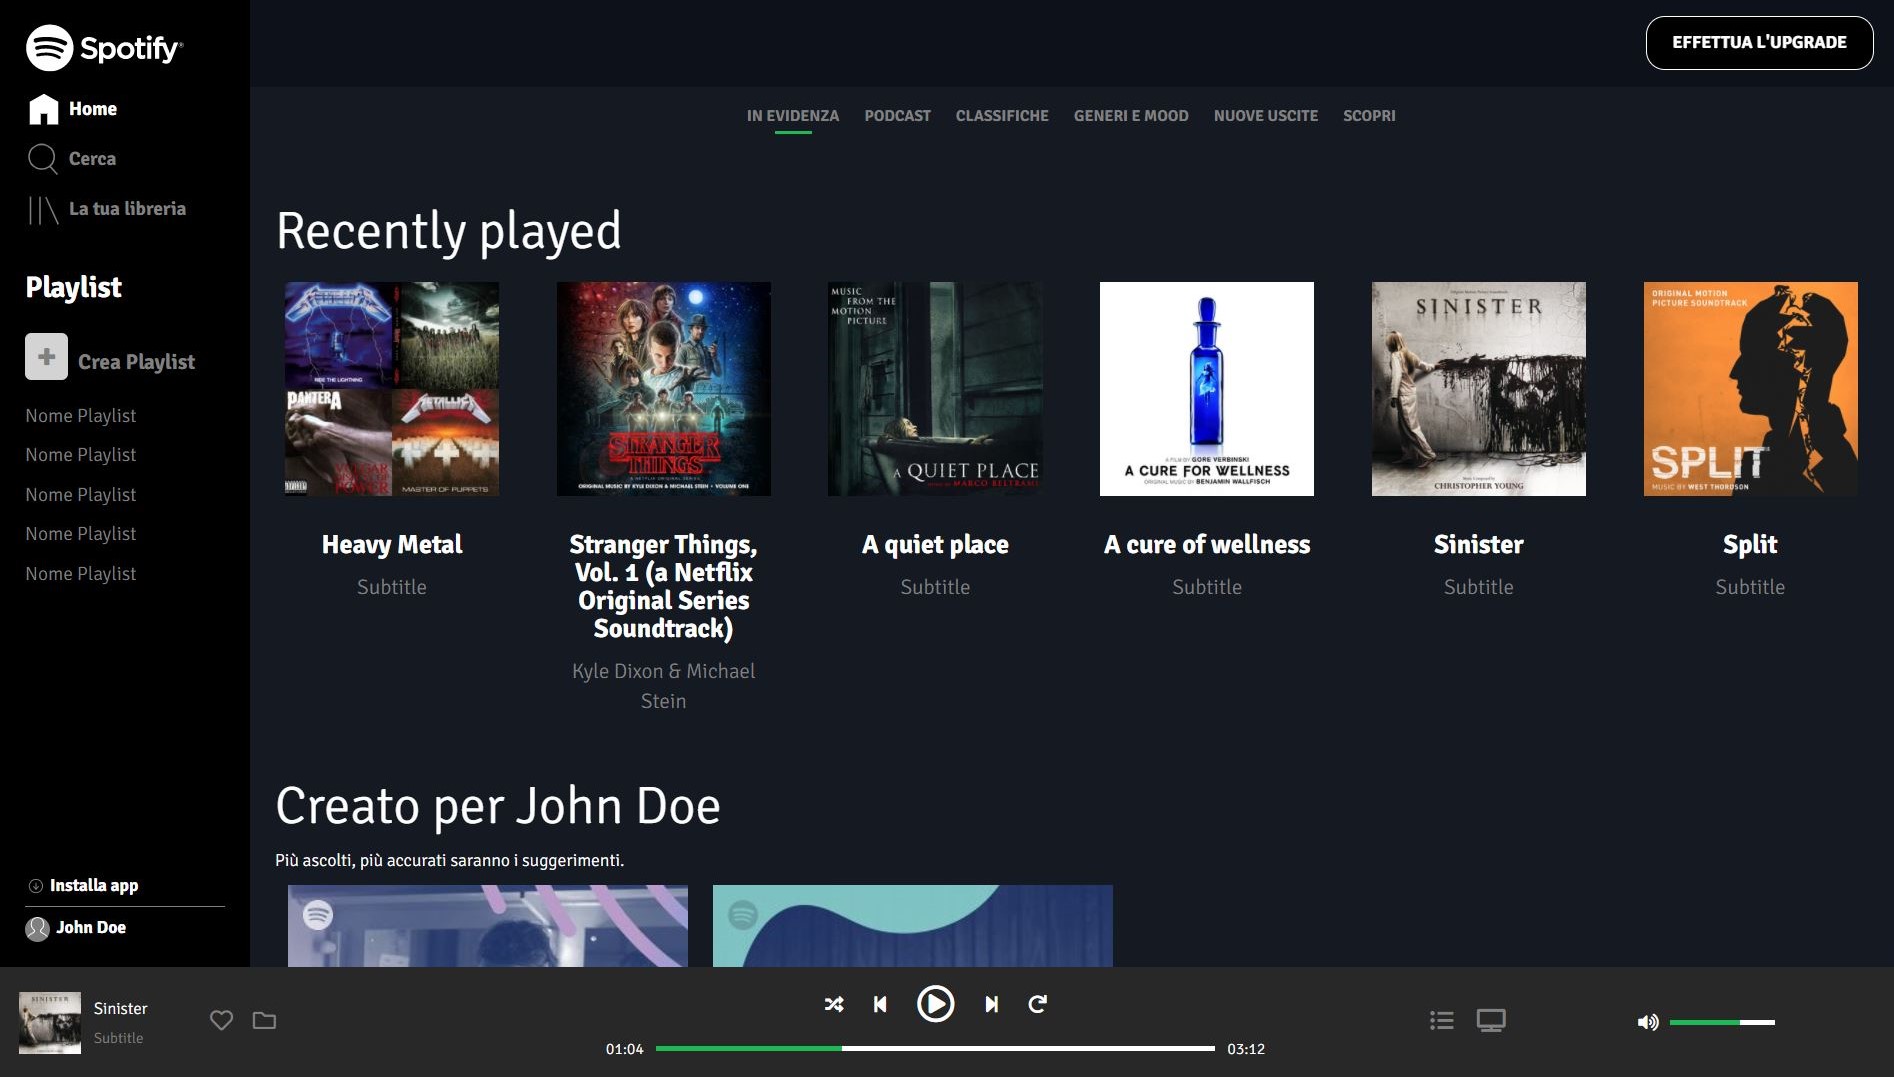 Spotify®
EFFETTUA L'UPGRADE
Home
Cerca
La tua libreria
Playlist
Crea Playlist
Nome Playlist
Nome Playlist
Nome Playlist
Nome Playlist
Nome Playlist
Installa app
John Doe
IN EVIDENZA PODCAST CLASSIFICHE GENERI E MOOD NUOVE USCITE SCOPRI
Recently played
METALLICA
RIDE THE LIGHTNING
PANTERA
VULGAR
POWER
METALLICA
MASTER OF PUPPETS
STRANGER
THINGS
A NETFLIX ORIGINAL SERIES
ORIGINAL MUSIC BY KYLE DIXON & MICHAEL STEIN • VOLUME ONE
MUSIC
FROM THE
MOTION
PICTURE
A QUIET PLACE
MUSIC BY MARCO BELTRAMI
A FILM BY GORE VERBINSKI
A CURE FOR WELLNESS
ORIGINAL MUSIC BY BENJAMIN WALLFISCH
Original Motion Picture Soundtrack
SINISTER
Music Composed by
CHRISTOPHER YOUNG
ORIGINAL MOTION
PICTURE SOUNDTRACK
SPLIT
MUSIC BY WEST THORDSON
Heavy Metal
Subtitle
Stranger Things,
Vol. 1 (a Netflix
Original Series
Soundtrack)
Kyle Dixon & Michael
Stein
A quiet place
Subtitle
A cure of wellness
Subtitle
Sinister
Subtitle
Split
Subtitle
Creato per John Doe
Più ascolti, più accurati saranno i suggerimenti.
SINISTER
Sinister
Subtitle
01:04
03:12